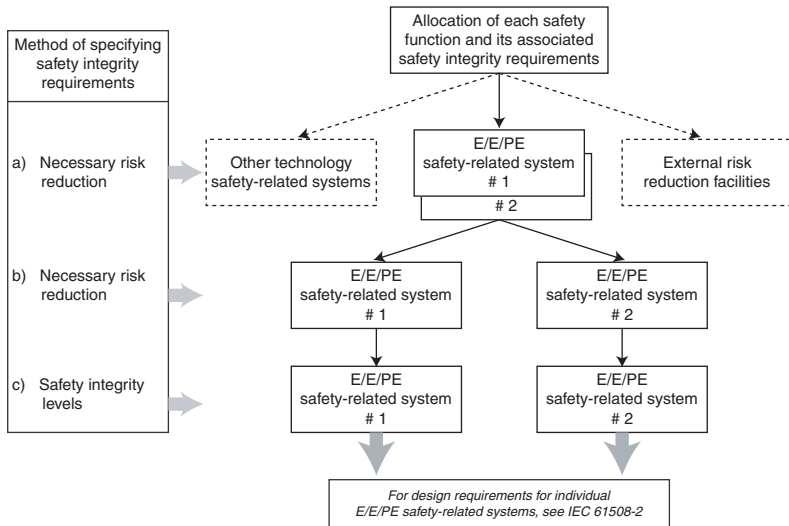 Method of specifying
safety integrity
requirements
a) Necessary risk
reduction
b) Necessary risk
reduction
c) Safety integrity
levels
Allocation of each safety
function and its associated
safety integrity requirements
Other technology
safety-related systems
E/E/PE
safety-related system
# 1
# 2
External risk
reduction facilities
E/E/PE
safety-related system
# 1
E/E/PE
safety-related system
# 2
E/E/PE
safety-related system
# 1
E/E/PE
safety-related system
# 2
For design requirements for individual
E/E/PE safety-related systems, see IEC 61508-2